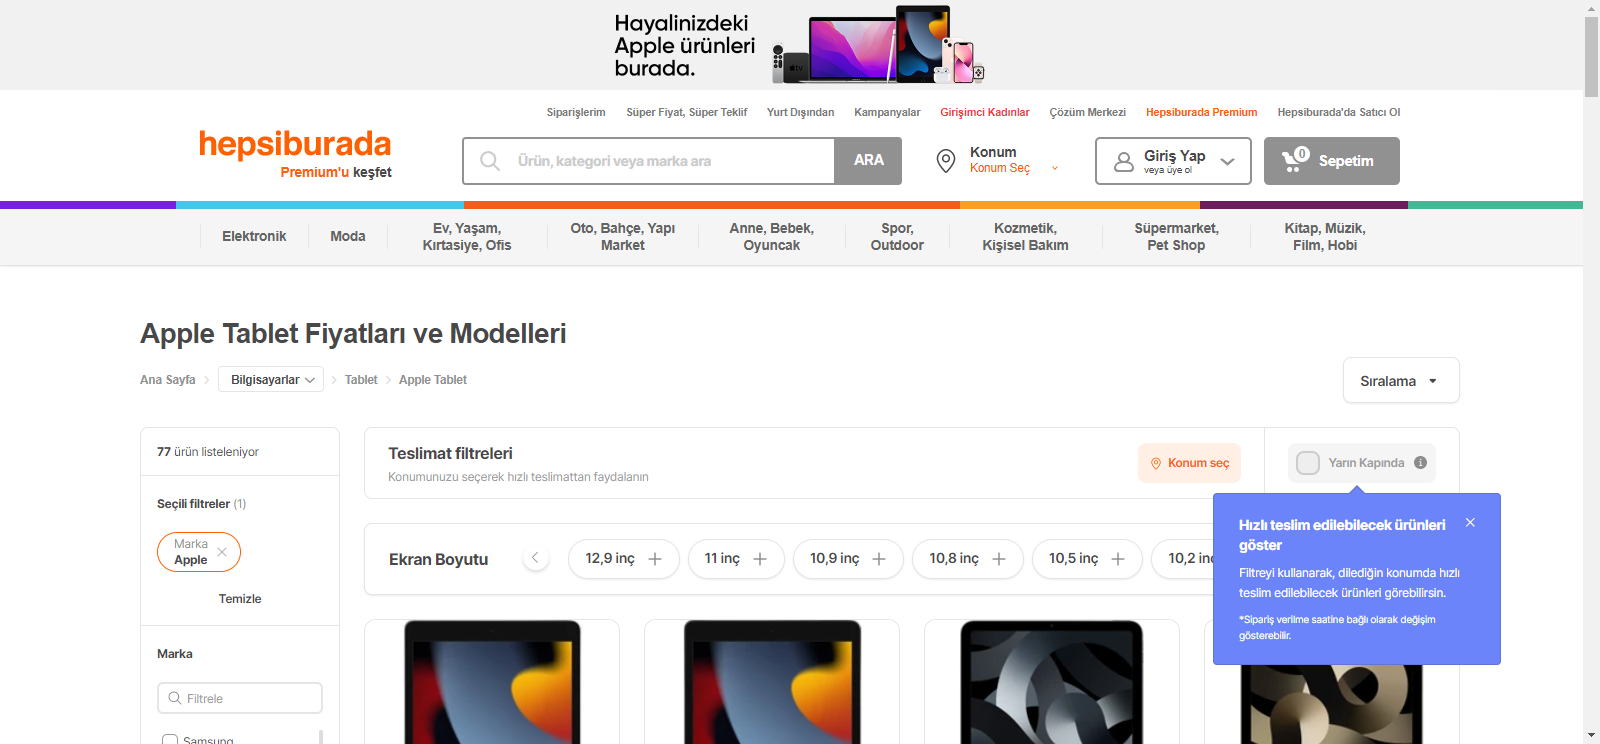 Hayalinizdeki
Apple ürünleri
burada.
Siparişlerim Süper Fiyat, Süper Teklif Yurt Dışından Kampanyalar Girişimci Kadınlar Çözüm Merkezi Hepsiburada Premium Hepsiburada'da Satıcı Ol
hepsiburada
Premium'u keşfet
Ürün, kategori veya marka ara
ARA
Konum
Konum Seç
Giriş Yap
veya üye ol
0
Sepetim
Elektronik
Moda
Ev, Yaşam,
Kırtasiye, Ofis
Oto, Bahçe, Yapı
Market
Anne, Bebek,
Oyuncak
Spor,
Outdoor
Kozmetik,
Kişisel Bakım
Süpermarket,
Pet Shop
Kitap, Müzik,
Film, Hobi
Apple Tablet Fiyatları ve Modelleri
Ana Sayfa Bilgisayarlar Tablet Apple Tablet
Sıralama
77 ürün listeleniyor
Seçili filtreler (1)
Marka
Apple
Temizle
Marka
Filtrele
Samsung
Teslimat filtreleri
Konumunuzu seçerek hızlı teslimattan faydalanın
Konum seç
Yarın Kapında
Ekran Boyutu
12,9 inç 11 inç 10,9 inç 10,8 inç 10,5 inç 10,2 inç
Hızlı teslim edilebilecek ürünleri
göster
Filtreyi kullanarak, dilediğin konumda hızlı
teslim edilebilecek ürünleri görebilirsin.
*Sipariş verilme saatine bağlı olarak değişim
gösterebilir.